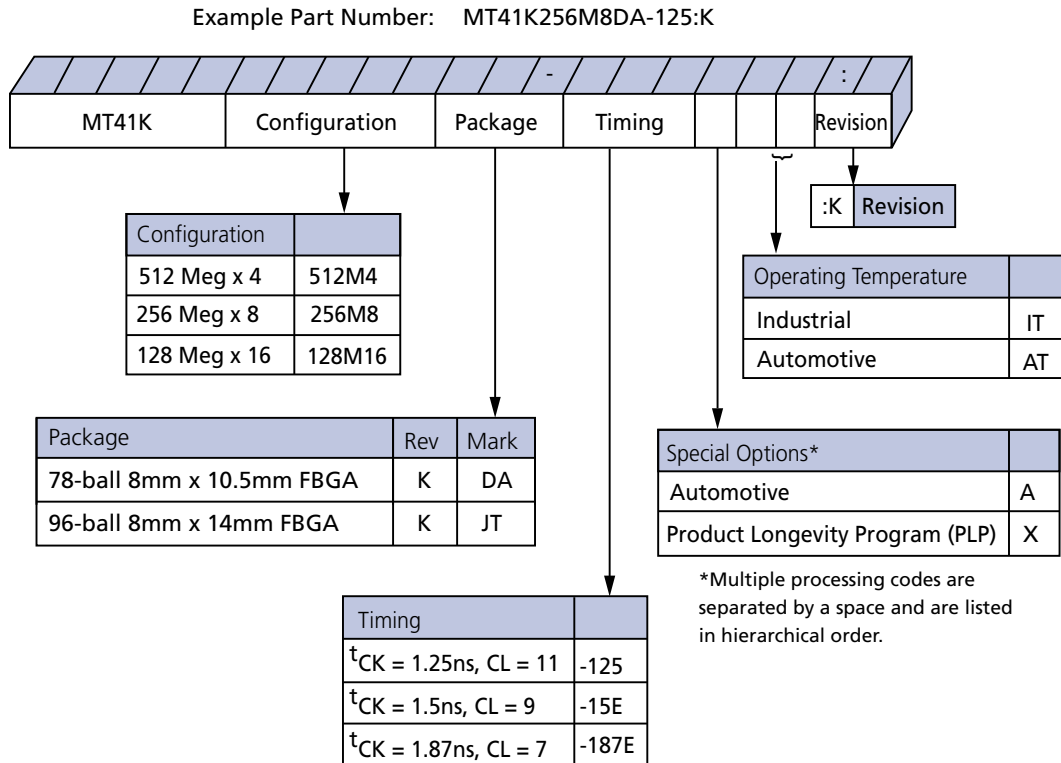 Example Part Number: MT41K256M8DA-125:K
- :
MT41K Configuration Package Timing Revision
:K Revision
Configuration
512 Meg x 4 512M4
256 Meg x 8 256M8
128 Meg x 16 128M16
Operating Temperature
Industrial IT
Automotive AT
Package Rev Mark
78-ball 8mm x 10.5mm FBGA K DA
96-ball 8mm x 14mm FBGA K JT
Special Options*
Automotive A
Product Longevity Program (PLP) X
*Multiple processing codes are
separated by a space and are listed
in hierarchical order.
Timing
tCK = 1.25ns, CL = 11 -125
tCK = 1.5ns, CL = 9 -15E
tCK = 1.87ns, CL = 7 -187E